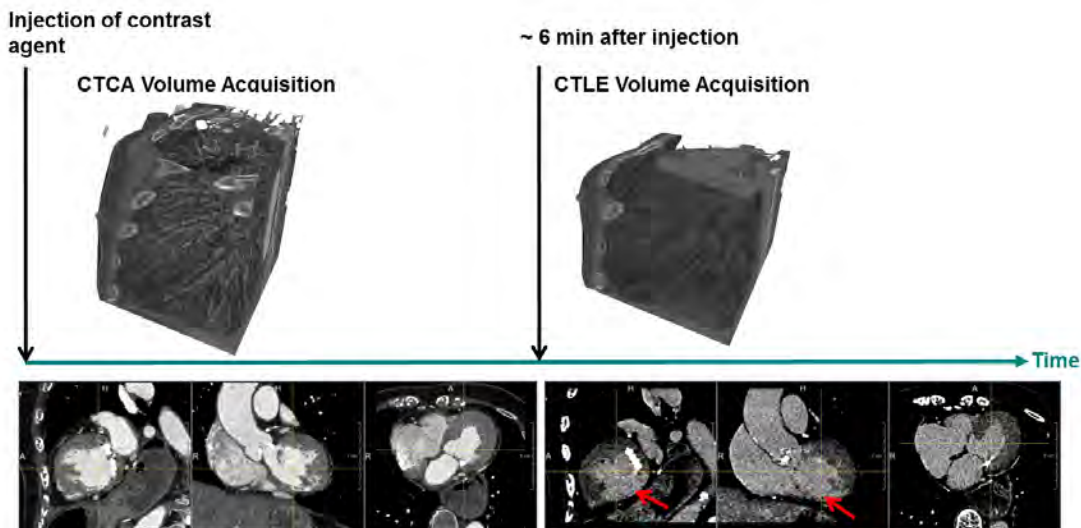 Injection of contrast
agent
~ 6 min after injection
CTCA Volume Acquisition
CTLE Volume Acquisition
Time
H
H
A
H
H
A
A
R
R
A
R
R